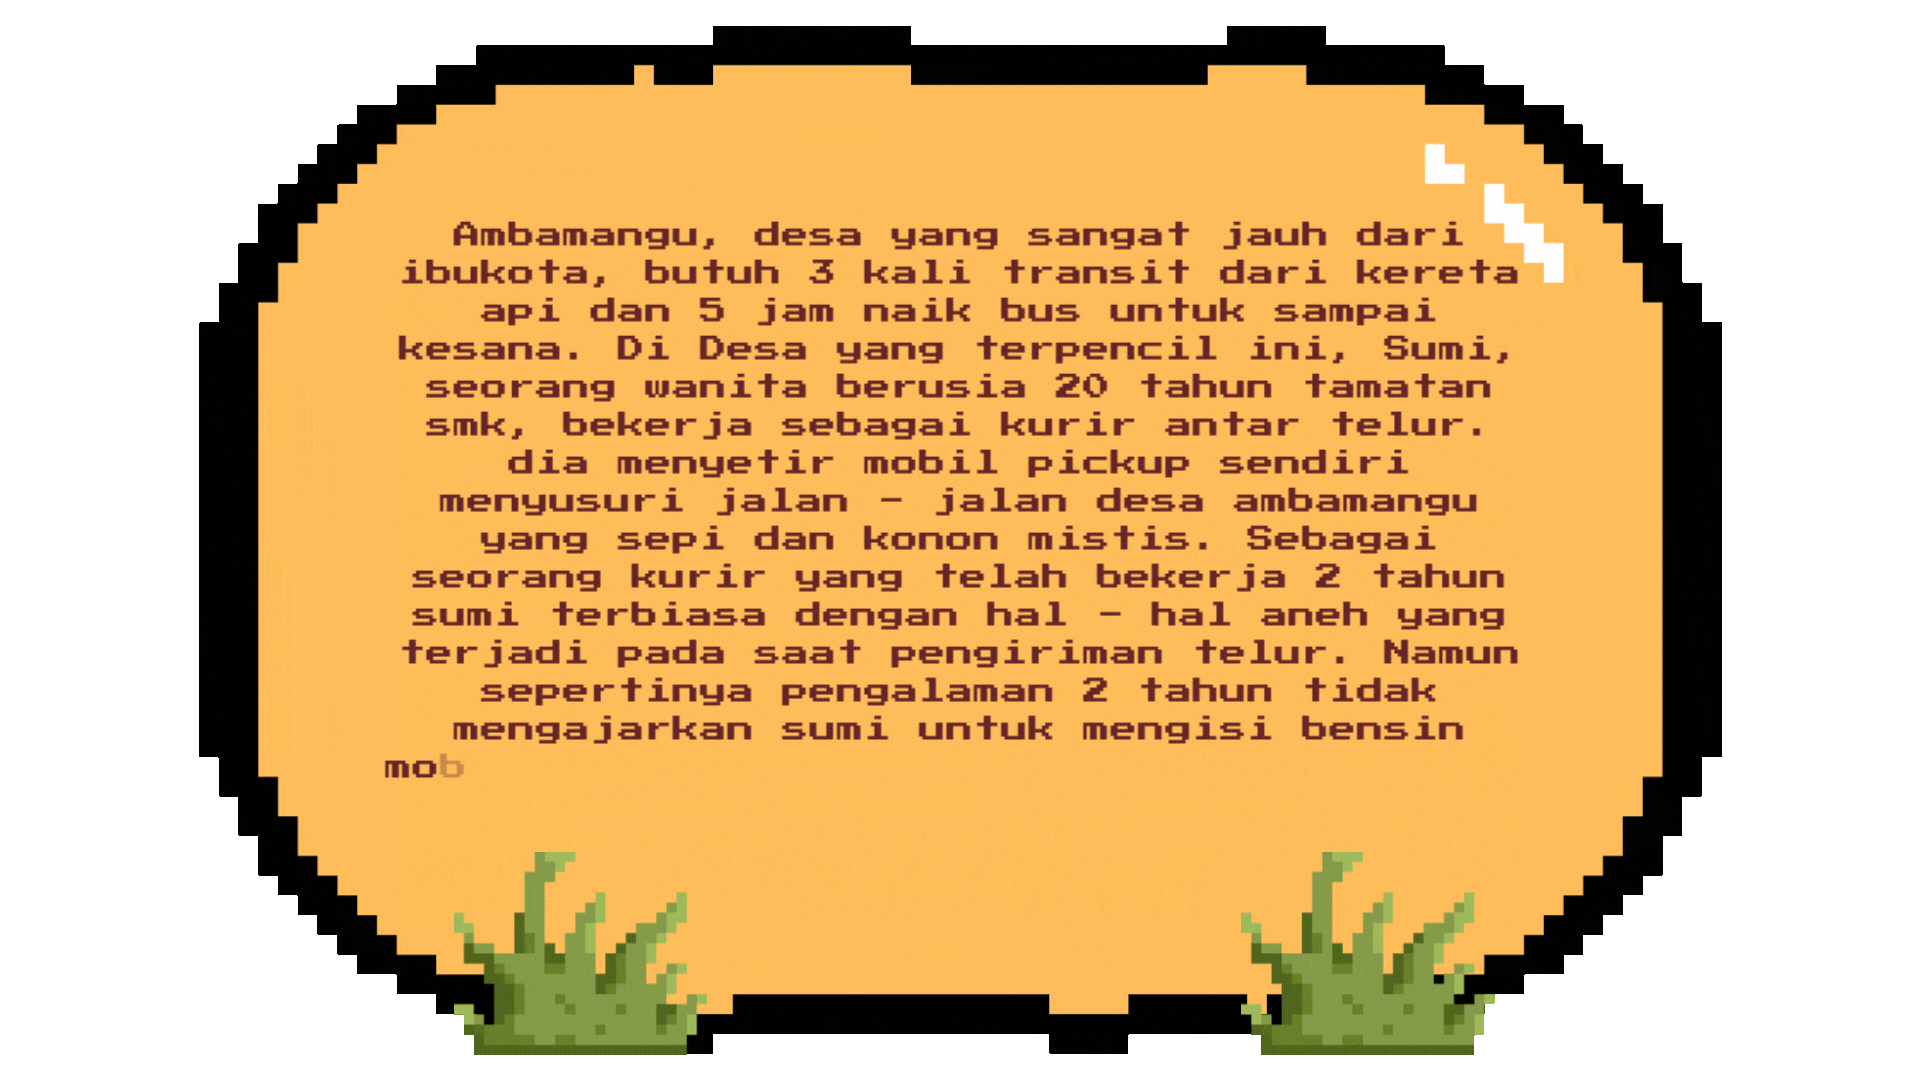 Ambamangu, desa yang sangat jauh dari
ibukota, butuh 3 kali transit dari kereta
api dan 5 jam naik bus untuk sampai
kesana. Di Desa yang terpencil ini, Sumi,
seorang wanita berusia 20 tahun tamatan
smk, bekerja sebagai kurir antar telur.
dia menyetir mobil pickup sendiri
menyusuri jalan - jalan desa ambamangu
yang sepi dan konon mistis. Sebagai
seorang kurir yang telah bekerja 2 tahun
sumi terbiasa dengan hal - hal aneh yang
terjadi pada saat pengiriman telur. Namun
sepertinya pengalaman 2 tahun tidak
mengajarkan sumi untuk mengisi bensin
mob